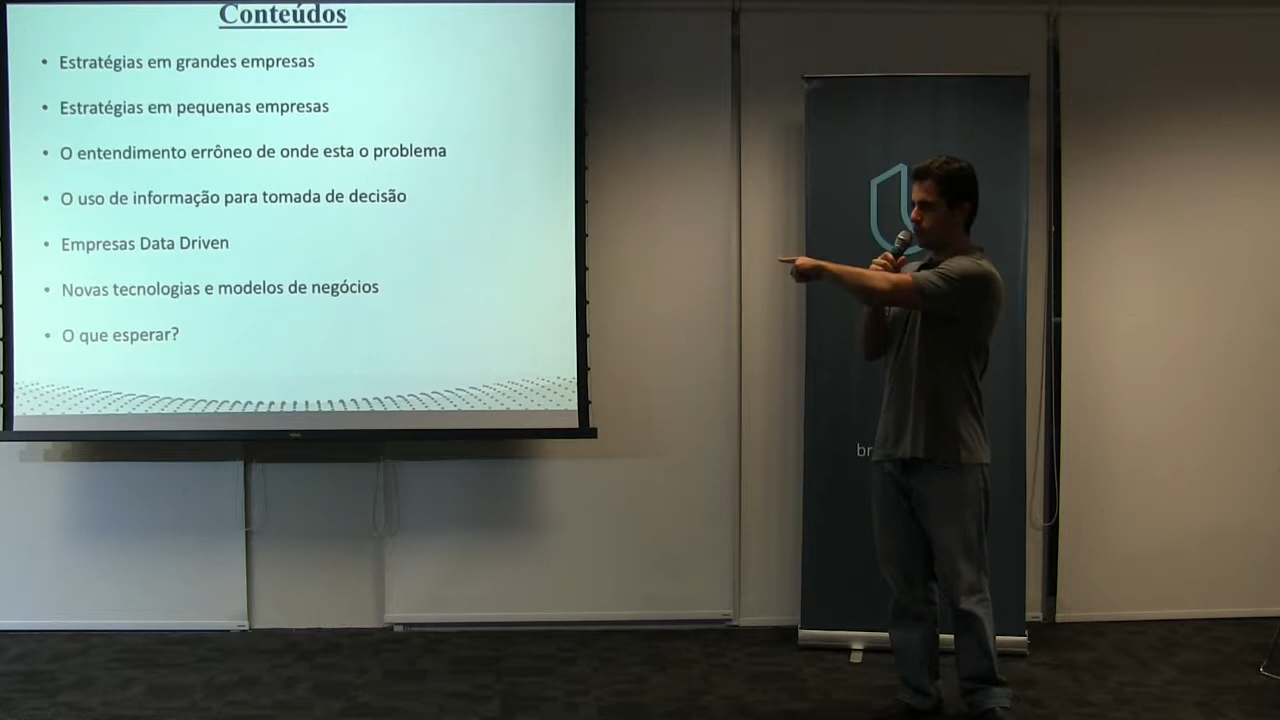 Conteúdos
• Estratégias em grandes empresas
• Estratégias em pequenas empresas
• O entendimento errôneo de onde esta o problema
• O uso de informação para tomada de decisão
• Empresas Data Driven
• Novas tecnologias e modelos de negócios
• O que esperar?
br